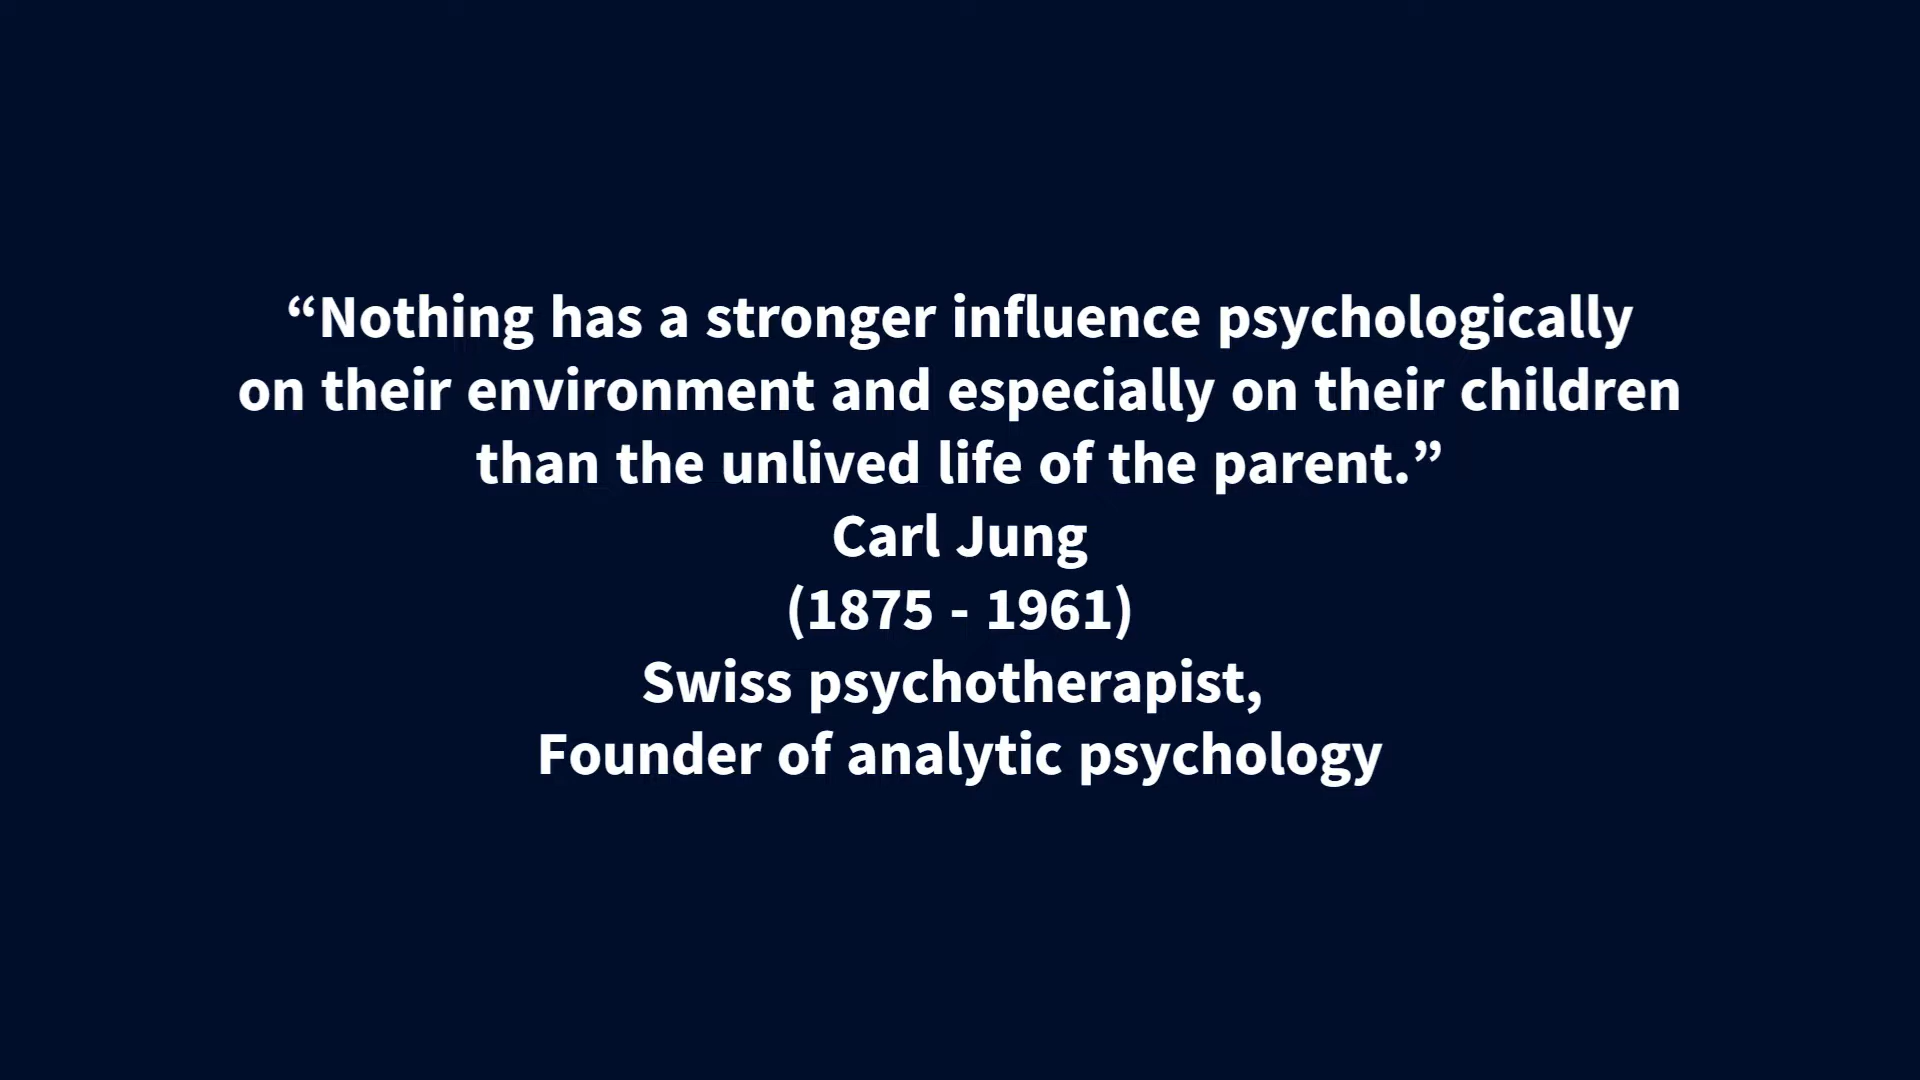 “Nothing has a stronger influence psychologically
on their environment and especially on their children
than the unlived life of the parent.”
Carl Jung
(1875 - 1961)
Swiss psychotherapist,
Founder of analytic psychology